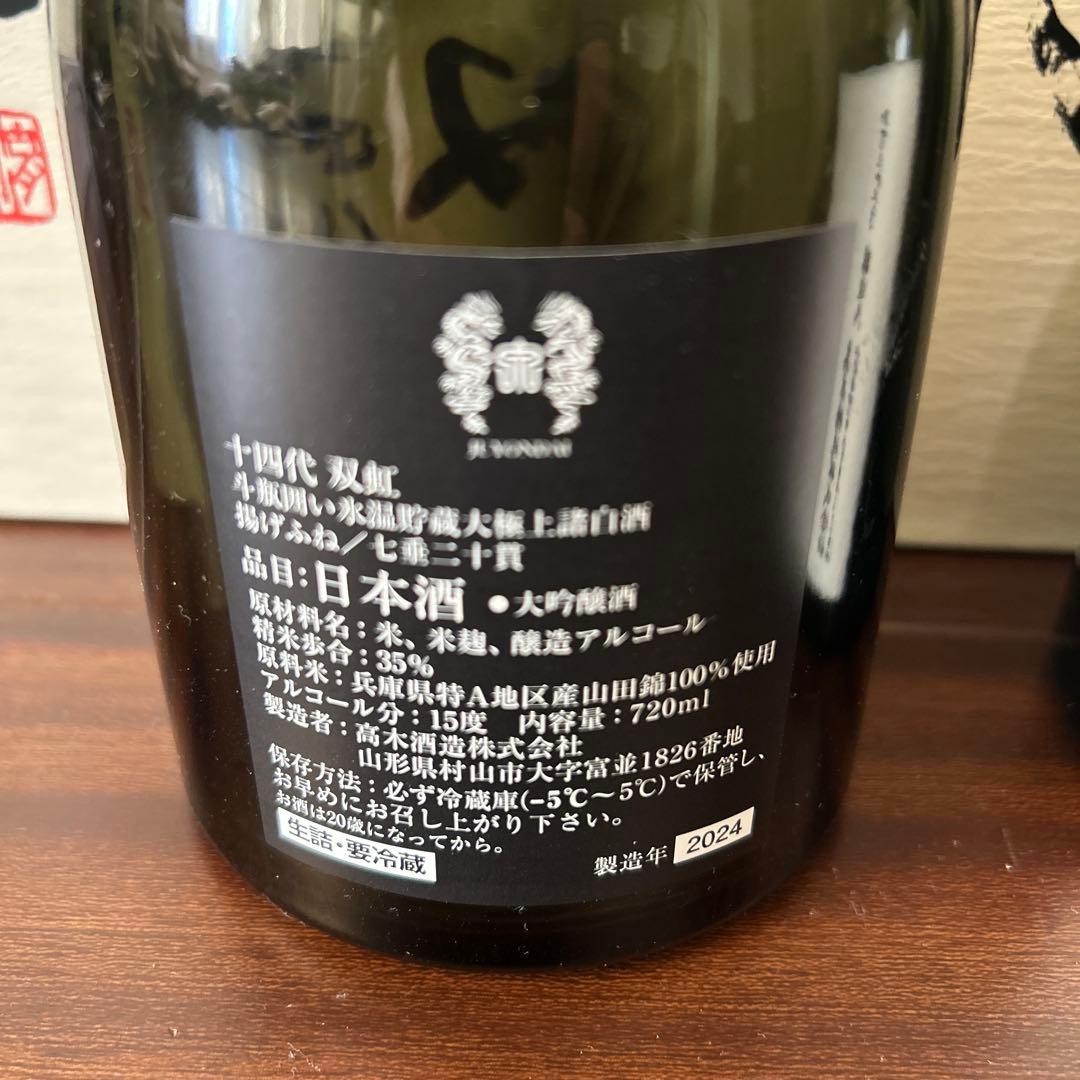 JUYONDAI
十四代 双虹
斗瓶囲い氷温貯蔵大極上諸白酒
揚げふね／七垂二十貫
品目：日本酒 ●大吟醸酒
原材料名：米、米麹、醸造アルコール
精米歩合：35%
原料米：兵庫県特A地区産山田錦100%使用
アルコール分：15度 内容量：720ml
製造者：高木酒造株式会社
山形県村山市大字富並1826番地
保存方法：必ず冷蔵庫(-5℃～5℃)で保管し、
お早めにお召し上がり下さい。
お酒は20歳になってから。
生詰・要冷蔵
製造年 2024